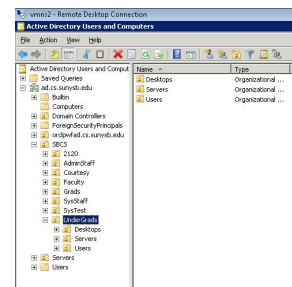 vmns2 - Remote Desktop Connection
Active Directory Users and Comp
File Action View Help
Active Directory Users and Comput
Saved Queries
ad.cs.sunysb.edu
Builtin
Computers
Domain Controllers
ForeignSecurityPrincipals
ordpwfad.cs.sunysb.edu
SBCS
2120
AdminStaff
Courtesy
Faculty
Grads
SysStaff
SysTest
UnderGrads
Desktops
Servers
Users
Servers
Users
Name Type
Desktops Organizational ...
Servers Organizational ...
Users Organizational ...